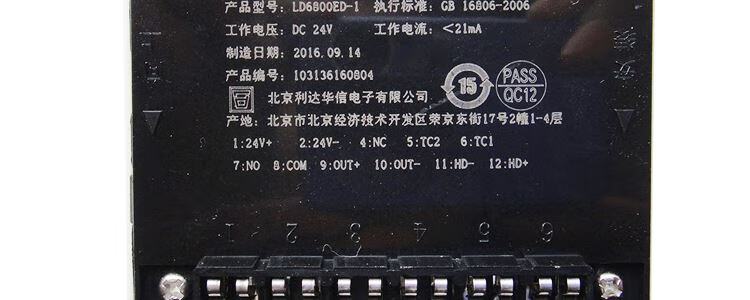 产品型号: LD6800ED-1 执行标准: GB 16806-2006
工作电压: DC 24V 工作电流: <21mA
制造日期: 2016.09.14
产品编号: 103136160804
15
PASS
QC12
北京利达华信电子有限公司
产地: 北京市北京经济技术开发区荣京东街17号2幢1-4层
1:24V+ 2:24V- 4:NC 5:TC2 6:TC1
7:NO 8:COM 9:OUT+ 10:OUT- 11:HD- 12:HD+
1 2 3 4 5 6